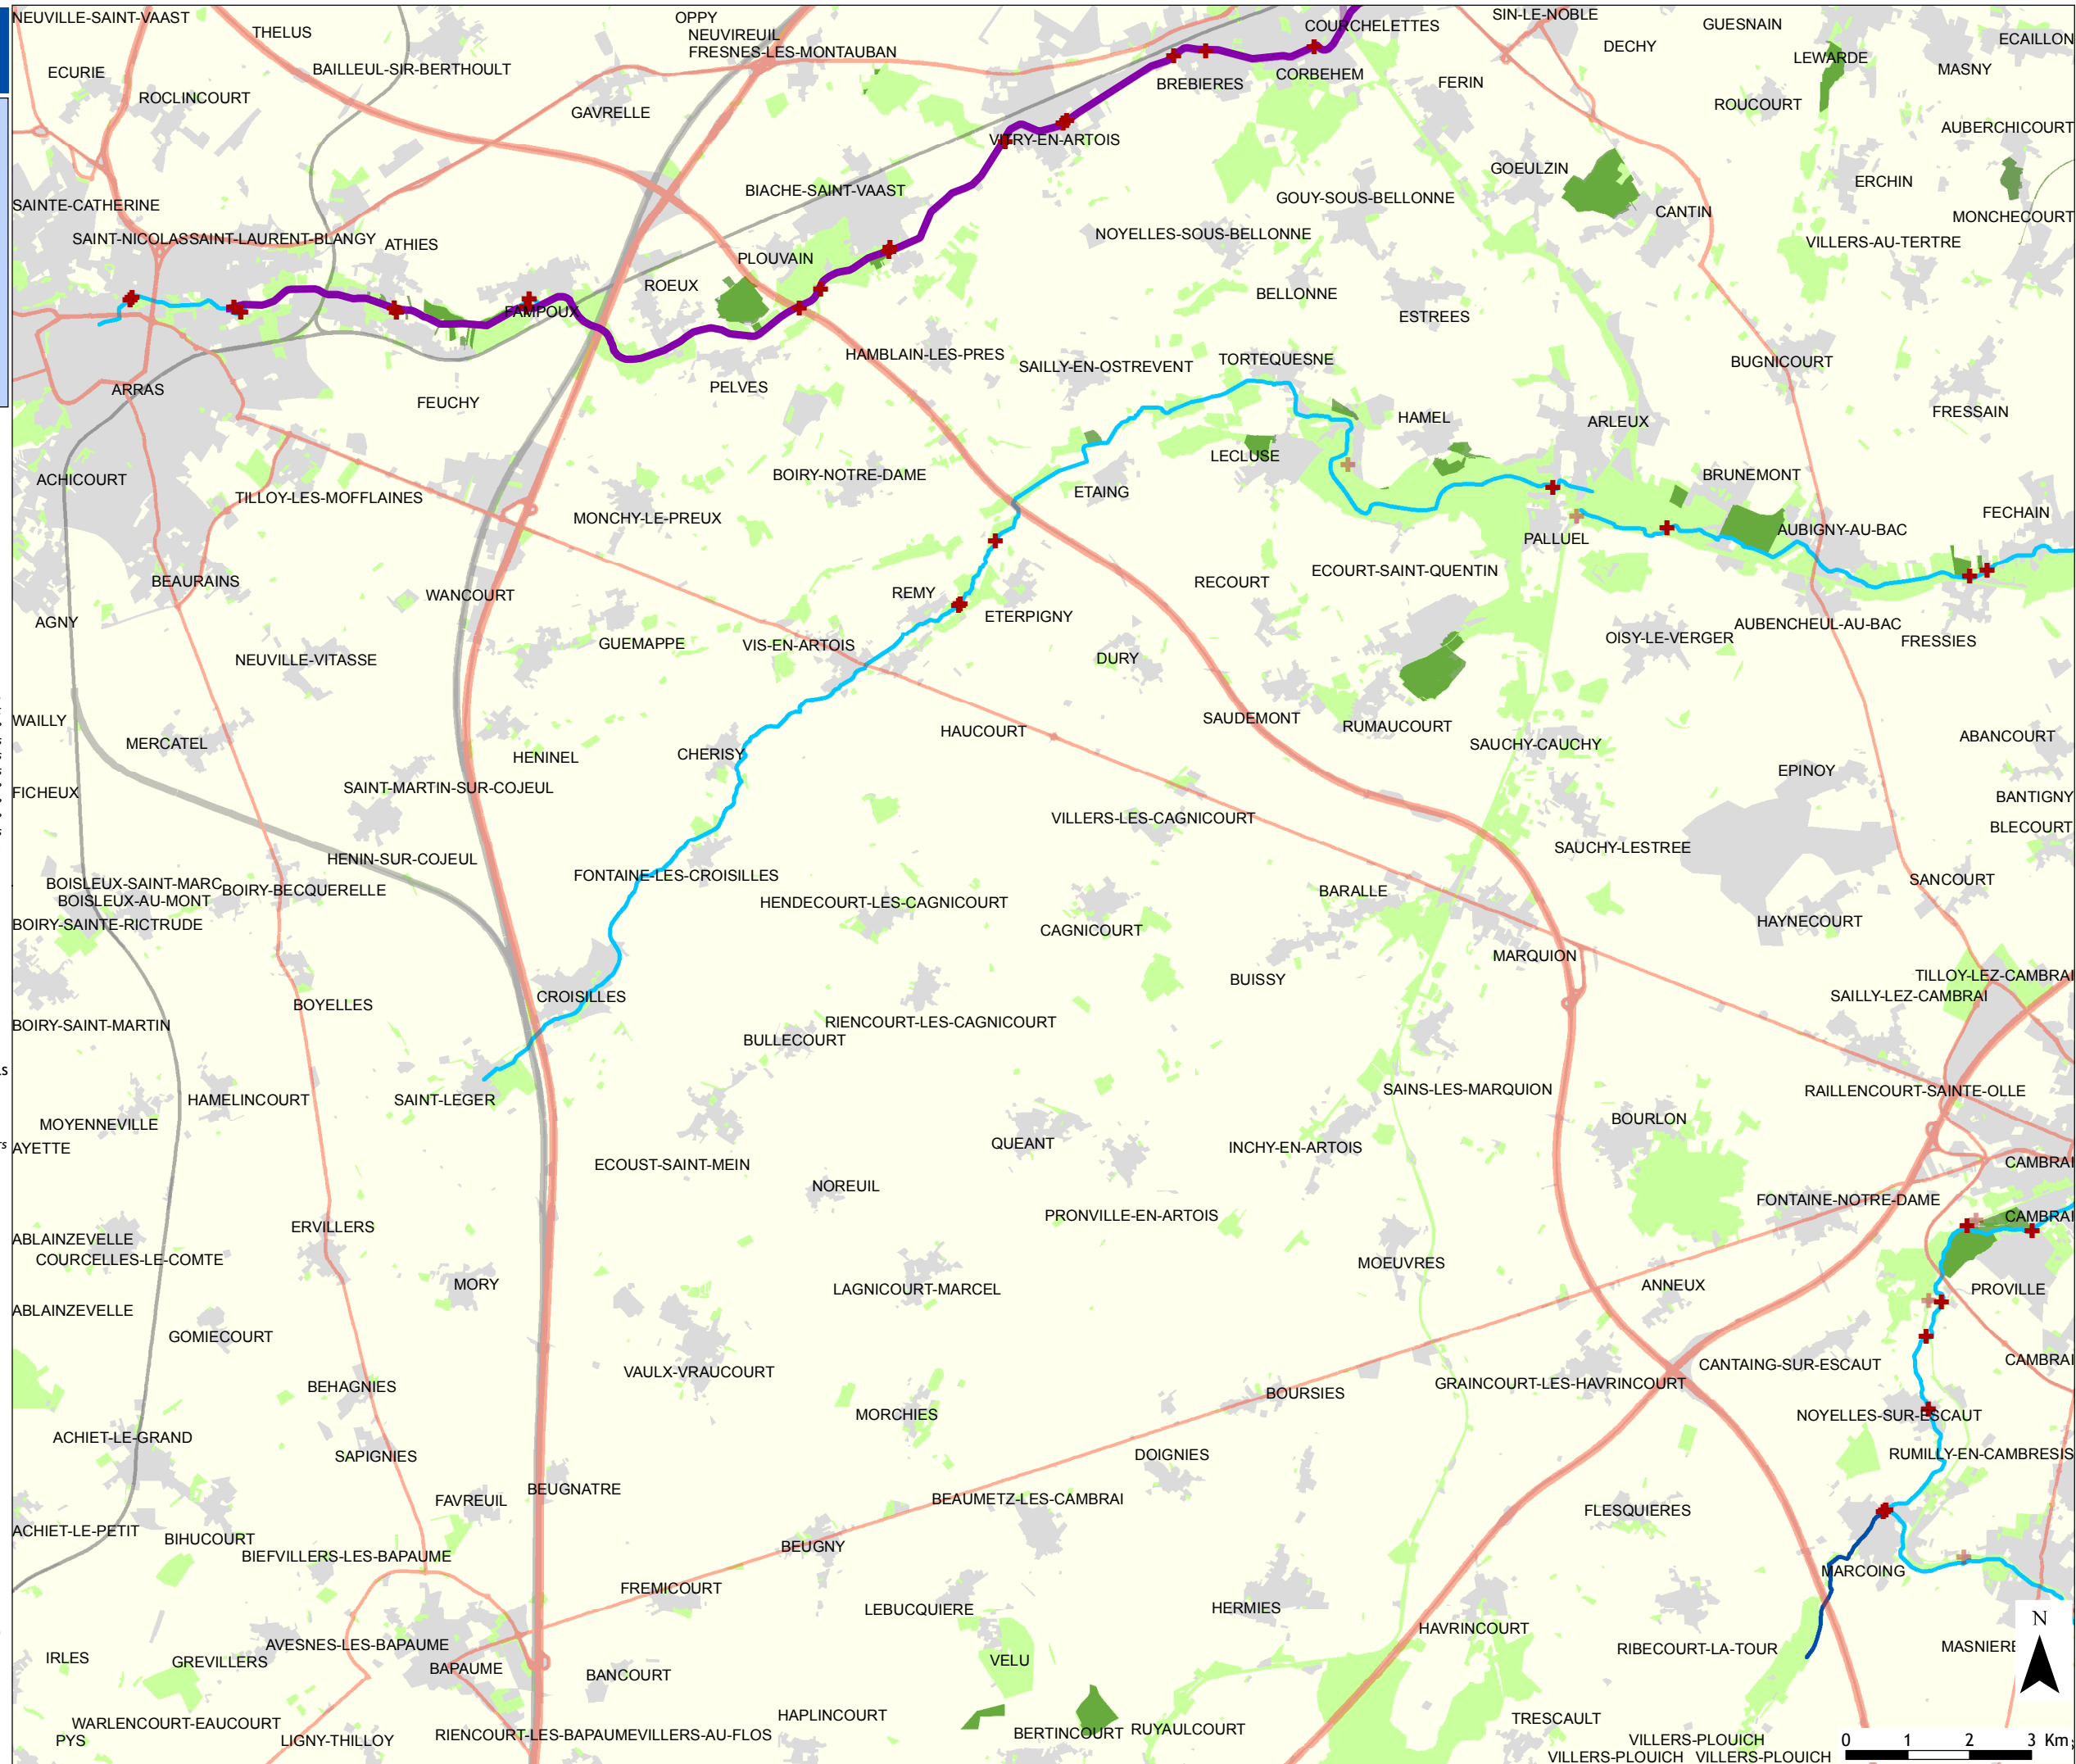 NEUVILLE-SAINT-VAAST
THELUS
OPPY
NEUVIREUIL
FRESNES-LES-MONTAUBAN
COURCHELETTES
SIN-LE-NOBLE
GUESNAIN
DECHY
ECAILLON
LEWARDE
MASNY
ECURIE
BAILLEUL-SIR-BERTHOULT
ROCLINCOURT
GAVRELLE
BREBIERES
CORBEHEM
FERIN
ROUCOURT
AUBERCHICOURT
VITRY-EN-ARTOIS
GOEULZIN
ERCHIN
BIACHE-SAINT-VAAST
GOUY-SOUS-BELLONNE
CANTIN
MONCHECOURT
SAINTE-CATHERINE
SAINT-NICOLAS
SAINT-LAURENT-BLANGY
ATHIES
NOYELLES-SOUS-BELLONNE
VILLERS-AU-TERTRE
PLOUVAIN
ROEUX
BELLONNE
FAMPOUX
ESTREES
HAMBLAIN-LES-PRES
SAILLY-EN-OSTREVENT
TORTEQUESNE
BUGNICOURT
ARRAS
PELVES
FEUCHY
HAMEL
ARLEUX
FRESSAIN
LECLUSE
ACHICOURT
BOIRY-NOTRE-DAME
ETAING
BRUNEMONT
TILLOY-LES-MOFFLAINES
MONCHY-LE-PREUX
FECHAIN
PALLUEL
AUBIGNY-AU-BAC
BEAURAINS
WANCOURT
REMY
RECOURT
ECOURT-SAINT-QUENTIN
AGNY
ETERPIGNY
AUBENCHEUL-AU-BAC
GUEMAPPE
VIS-EN-ARTOIS
OISY-LE-VERGER
FRESSIES
NEUVILLE-VITASSE
DURY
WAILLY
SAUDEMONT
RUMAUCOURT
MERCATEL
HENINEL
CHERISY
HAUCOURT
SAUCHY-CAUCHY
ABANCOURT
EPINOY
FICHEUX
SAINT-MARTIN-SUR-COJEUL
BANTIGNY
VILLERS-LES-CAGNICOURT
BLECOURT
SAUCHY-LESTREE
HENIN-SUR-COJEUL
BOISLEUX-SAINT-MARC
BOIRY-BECQUERELLE
FONTAINE-LES-CROISILLES
BARALLE
SANCOURT
BOISLEUX-AU-MONT
HENDECOURT-LES-CAGNICOURT
BOIRY-SAINTE-RICTRUDE
CAGNICOURT
HAYNECOURT
MARQUION
BUISSY
TILLOY-LEZ-CAMBRAI
CROISILLES
SAILLY-LEZ-CAMBRAI
BOYELLES
BOIRY-SAINT-MARTIN
RIENCOURT-LES-CAGNICOURT
BULLECOURT
HAMELINCOURT
SAINT-LEGER
SAINS-LES-MARQUION
RAILLENCOURT-SAINTE-OLLE
MOYENNEVILLE
BOURLON
AYETTE
QUEANT
INCHY-EN-ARTOIS
ECOUST-SAINT-MEIN
CAMBRAI
NOREUIL
FONTAINE-NOTRE-DAME
PRONVILLE-EN-ARTOIS
CAMBRAI
ERVILLERS
ABLAINZEVELLE
COURCELLES-LE-COMTE
MOEUVRES
MORY
LAGNICOURT-MARCEL
ANNEUX
PROVILLE
ABLAINZEVELLE
GOMIECOURT
VAULX-VRAUCOURT
CANTAING-SUR-ESCAUT
CAMBRAI
BEHAGNIES
BOURSIES
GRAINCOURT-LES-HAVRINCOURT
MORCHIES
NOYELLES-SUR-ESCAUT
ACHIET-LE-GRAND
SAPIGNIES
DOIGNIES
RUMILLY-EN-CAMBRESIS
BEUGNATRE
FAVREUIL
BEAUMETZ-LES-CAMBRAI
FLESQUIERES
ACHIET-LE-PETIT
BIHUCOURT
BEUGNY
BIEFVILLERS-LES-BAPAUME
MARCOING
FREMICOURT
LEBUCQUIERE
HERMIES
HAVRINCOURT
N
AVESNES-LES-BAPAUME
RIBECOURT-LA-TOUR
MASNIERE
IRLES
GREVILLERS
BAPAUME
BANCOURT
VELU
HAPLINCOURT
TRESCAULT
WARLENCOURT-EAUCOURT
BERTINCOURT
RUYAULCOURT
PYS
LIGNY-THILLOY
RIENCOURT-LES-BAPAUME
VILLERS-AU-FLOS
VILLERS-PLOUICH
VILLERS-PLOUICH
VILLERS-PLOUICH
0 1 2 3 Km